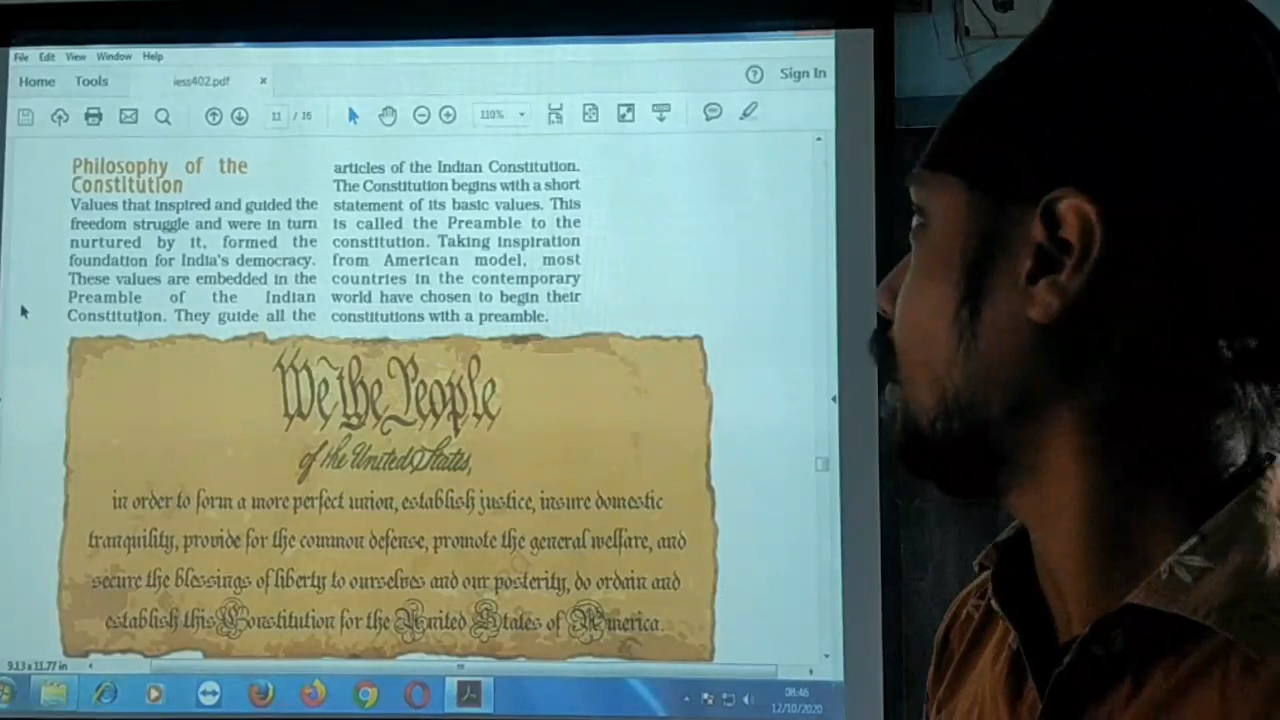 File Edit View Window Help
Home Tools iess402.pdf × ? Sign In
11 / 16 119%
Philosophy of the
Constitution
Values that inspired and guided the
freedom struggle and were in turn
nurtured by it, formed the
foundation for India's democracy.
These values are embedded in the
Preamble of the Indian
Constitution. They guide all the
articles of the Indian Constitution.
The Constitution begins with a short
statement of its basic values. This
is called the Preamble to the
constitution. Taking inspiration
from American model, most
countries in the contemporary
world have chosen to begin their
constitutions with a preamble.
We the People
of the United States,
in order to form a more perfect union, establish justice, insure domestic
tranquility, provide for the common defense, promote the general welfare, and
secure the blessings of liberty to ourselves and our posterity, do ordain and
establish this Constitution for the United States of America.
9.13 x 11.77 in
08:46
12/10/2020